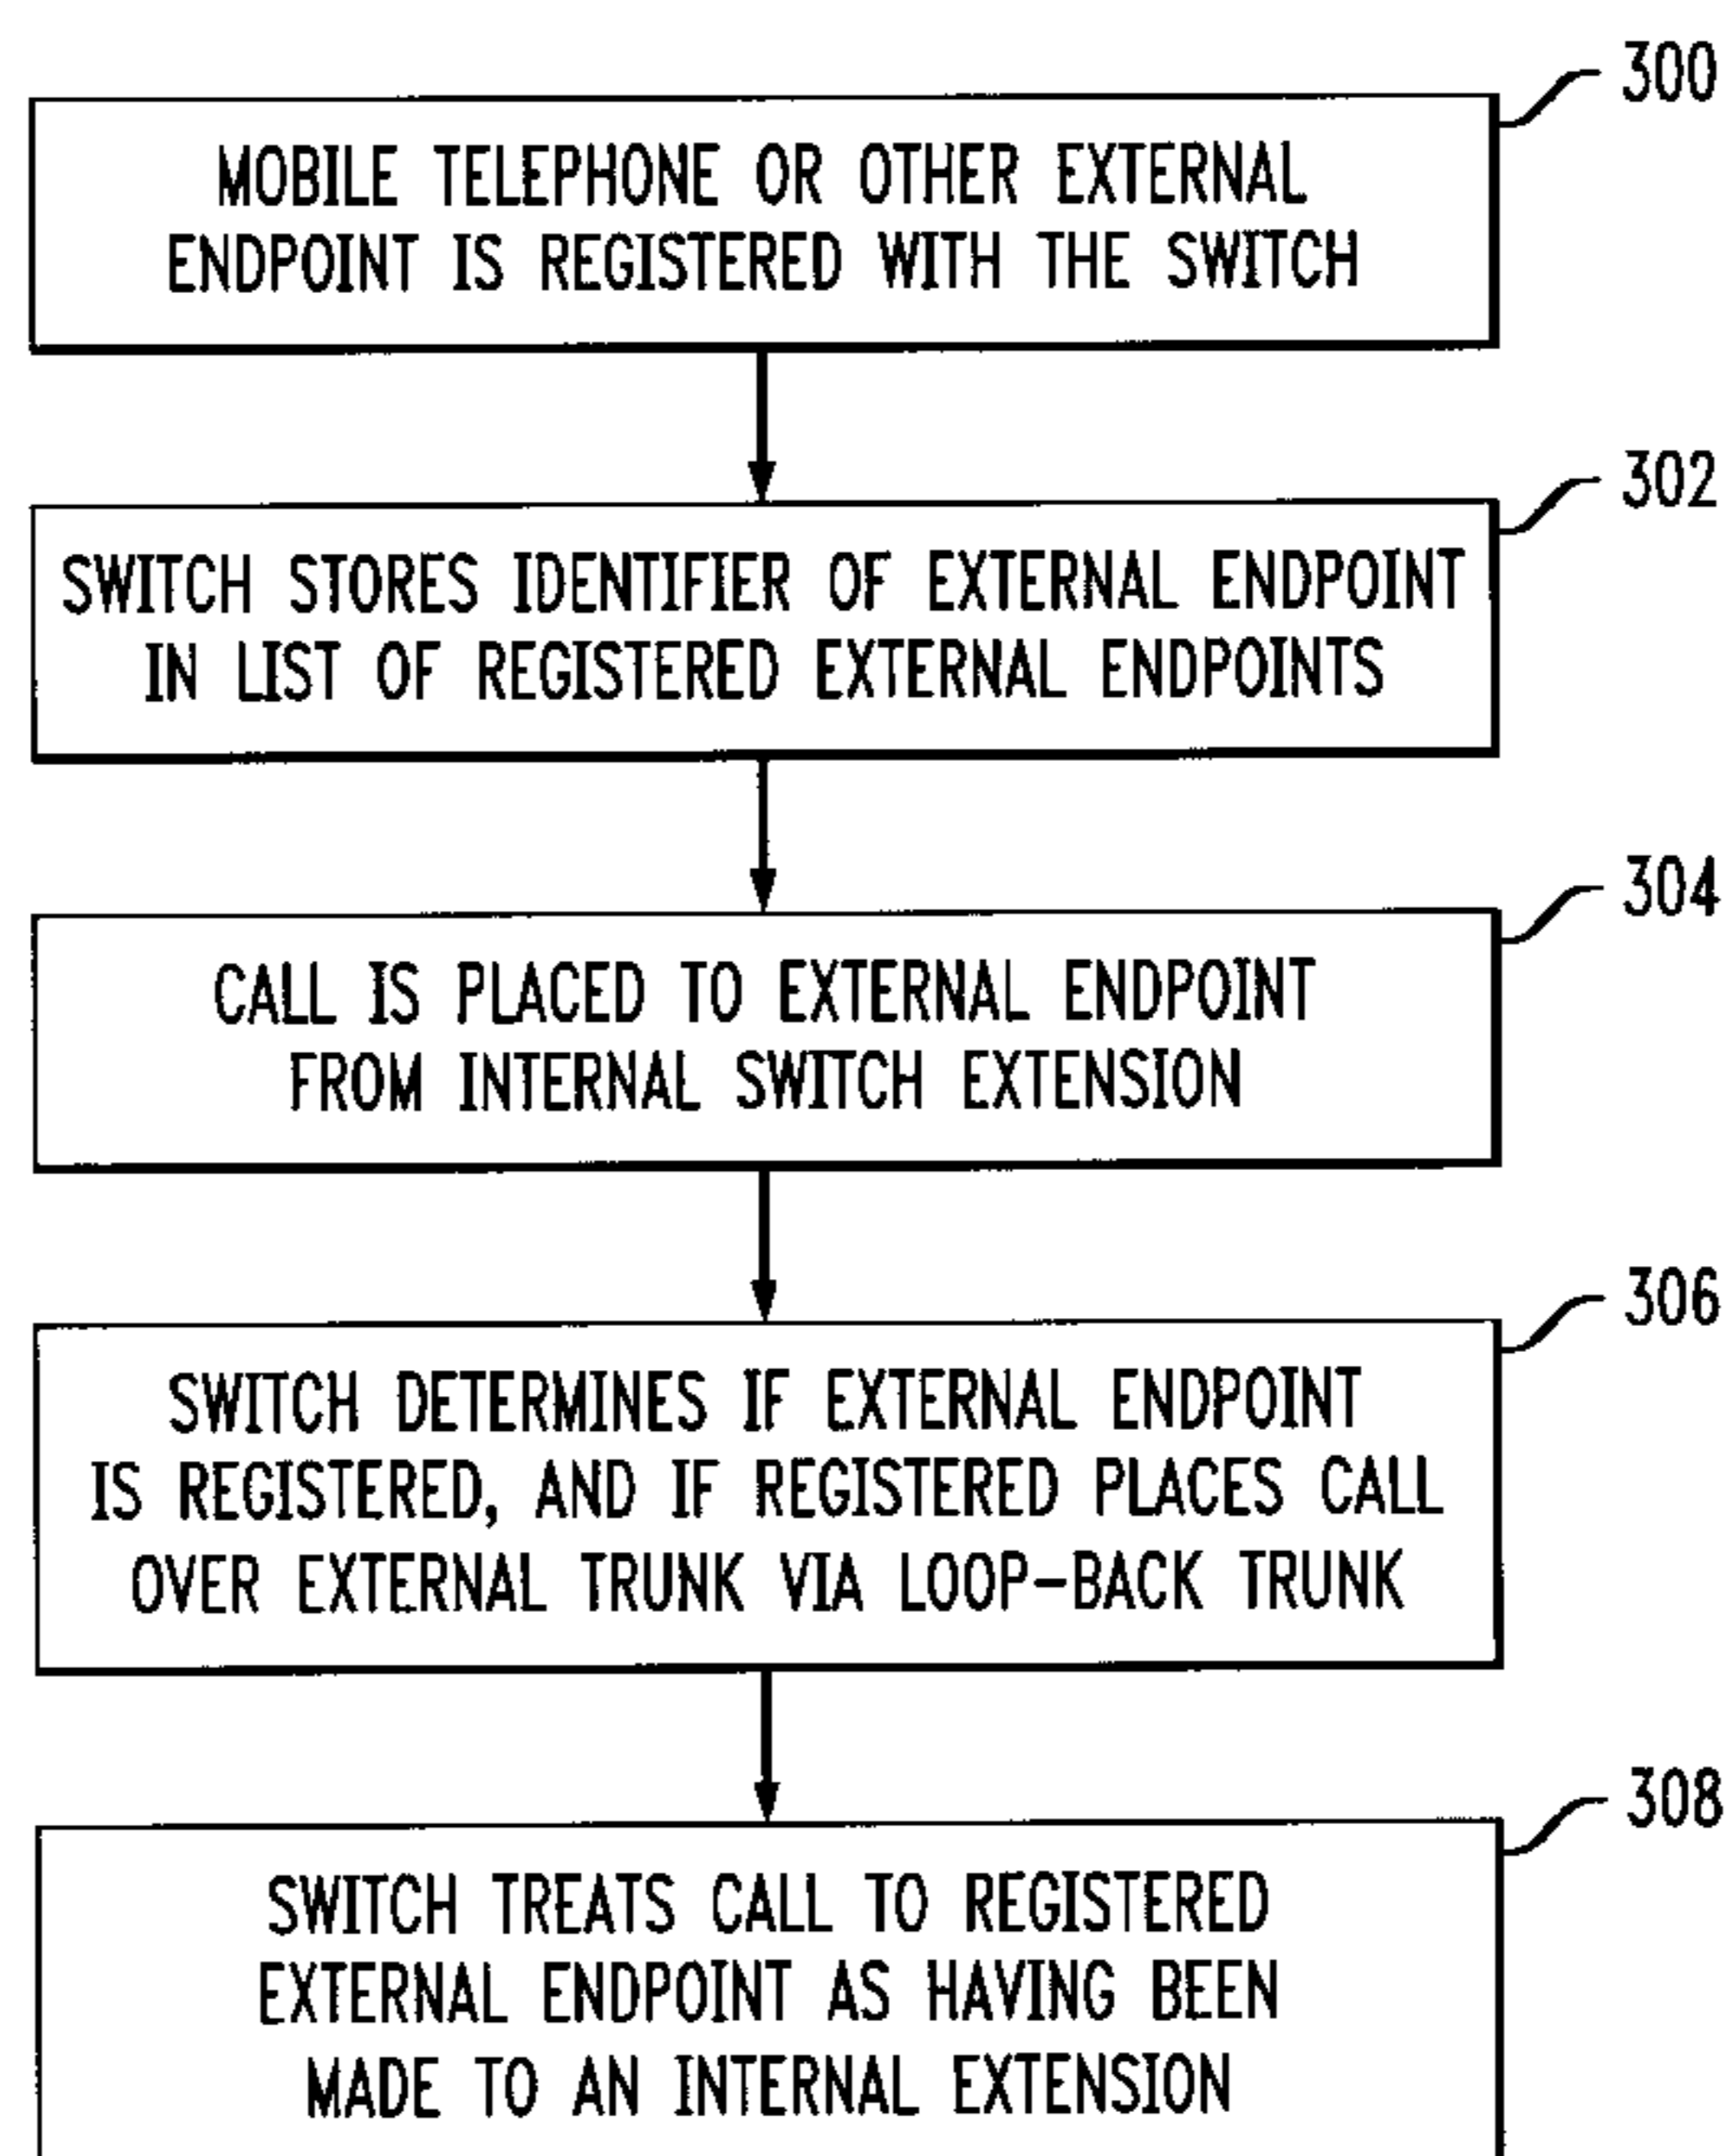 300
MOBILE TELEPHONE OR OTHER EXTERNAL
ENDPOINT IS REGISTERED WITH THE SWITCH
302
SWITCH STORES IDENTIFIER OF EXTERNAL ENDPOINT
IN LIST OF REGISTERED EXTERNAL ENDPOINTS
304
CALL IS PLACED TO EXTERNAL ENDPOINT
FROM INTERNAL SWITCH EXTENSION
306
SWITCH DETERMINES IF EXTERNAL ENDPOINT
IS REGISTERED, AND IF REGISTERED PLACES CALL
OVER EXTERNAL TRUNK VIA LOOP-BACK TRUNK
308
SWITCH TREATS CALL TO REGISTERED
EXTERNAL ENDPOINT AS HAVING BEEN
MADE TO AN INTERNAL EXTENSION